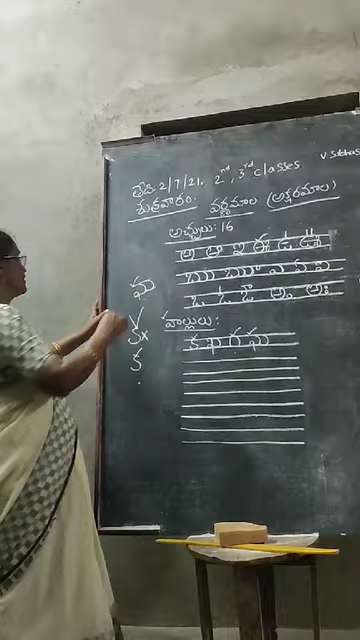 తేది: 2/7/21, 2nd, 3rd classes
శుక్రవారం. వర్ణమాల (అక్షరమాల)
అచ్చులు: 16
అ ఆ ఇ ఈ ఉ ఊ
ఋ ౠ ఎ ఏ ఐ
ఒ ఓ ఔ అం అః
హల్లులు:
క ఖ గ ఘ